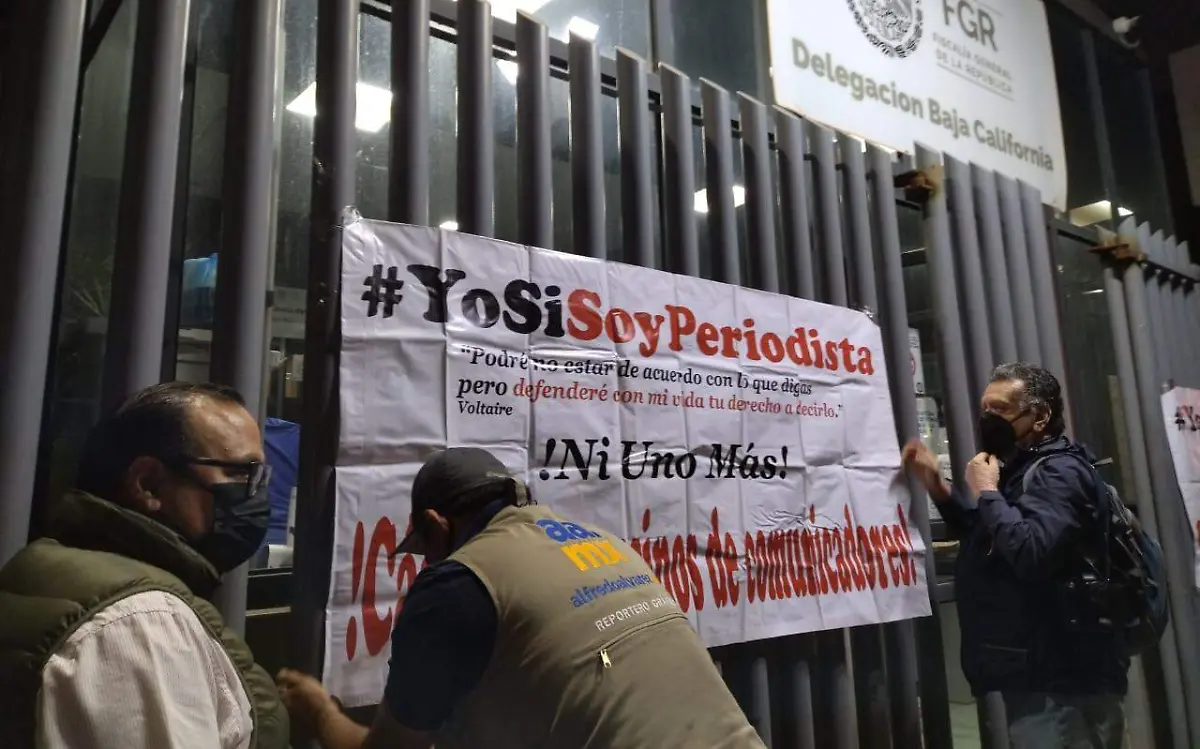 FGR
FISCALÍA GENERAL
DE LA REPÚBLICA
Delegacion Baja California
#YoSiSoyPeriodista
"Podré no estar de acuerdo con lo que digas
pero defenderé con mi vida tu derecho a decirlo."
Voltaire
!Ni Uno Más!
de comunicadores!
aa.
mx
alfredoalvarez
REPORTERO